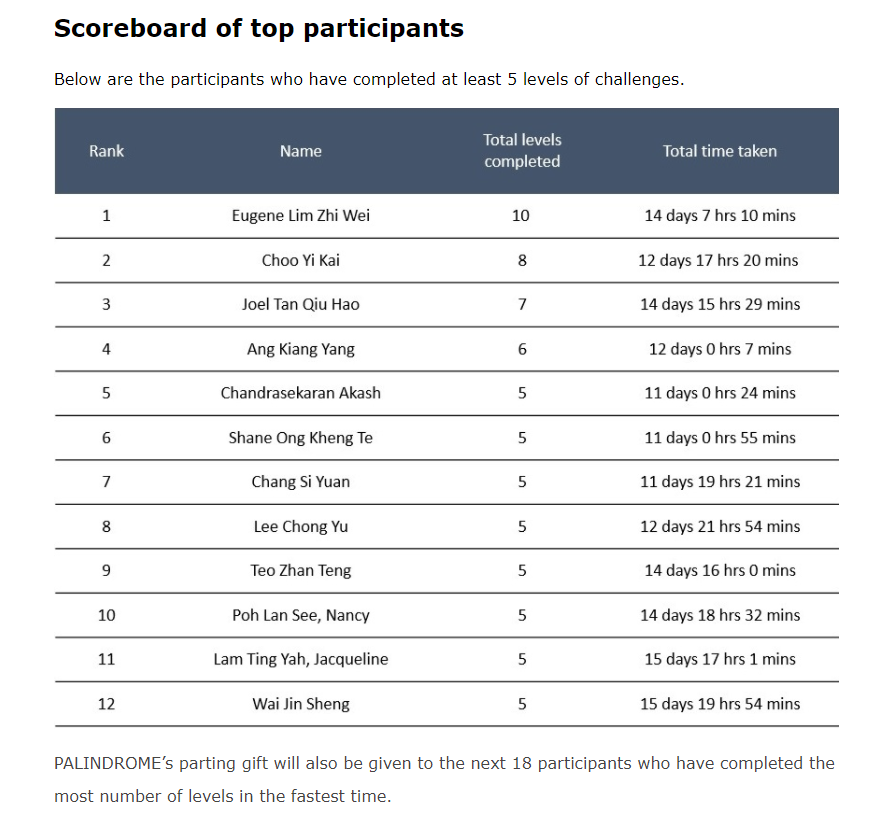 Scoreboard of top participants
Below are the participants who have completed at least 5 levels of challenges.
Rank Name Total levels completed Total time taken
1 Eugene Lim Zhi Wei 10 14 days 7 hrs 10 mins
2 Choo Yi Kai 8 12 days 17 hrs 20 mins
3 Joel Tan Qiu Hao 7 14 days 15 hrs 29 mins
4 Ang Kiang Yang 6 12 days 0 hrs 7 mins
5 Chandrasekaran Akash 5 11 days 0 hrs 24 mins
6 Shane Ong Kheng Te 5 11 days 0 hrs 55 mins
7 Chang Si Yuan 5 11 days 19 hrs 21 mins
8 Lee Chong Yu 5 12 days 21 hrs 54 mins
9 Teo Zhan Teng 5 14 days 16 hrs 0 mins
10 Poh Lan See, Nancy 5 14 days 18 hrs 32 mins
11 Lam Ting Yah, Jacqueline 5 15 days 17 hrs 1 mins
12 Wai Jin Sheng 5 15 days 19 hrs 54 mins
PALINDROME’s parting gift will also be given to the next 18 participants who have completed the
most number of levels in the fastest time.